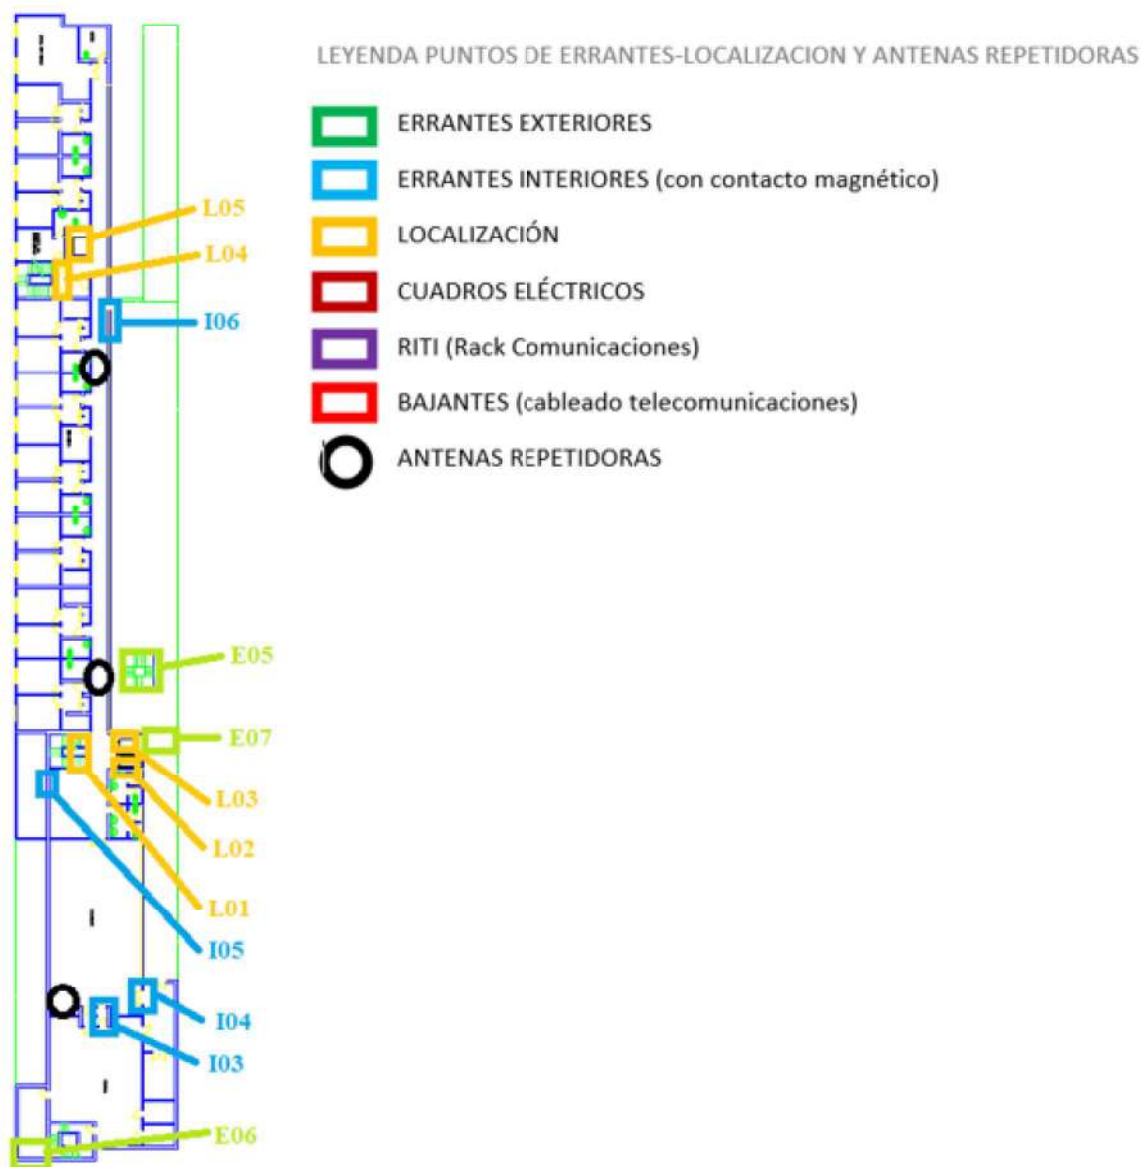 LEYENDA PUNTOS DE ERRANTES-LOCALIZACION Y ANTENAS REPETIDORAS
ERRANTES EXTERIORES
ERRANTES INTERIORES (con contacto magnético)
LOCALIZACIÓN
CUADROS ELÉCTRICOS
RITI (Rack Comunicaciones)
BAJANTES (cableado telecomunicaciones)
ANTENAS REPETIDORAS
L05
L04
I06
E05
E07
L03
L02
L01
I05
I04
I03
E06